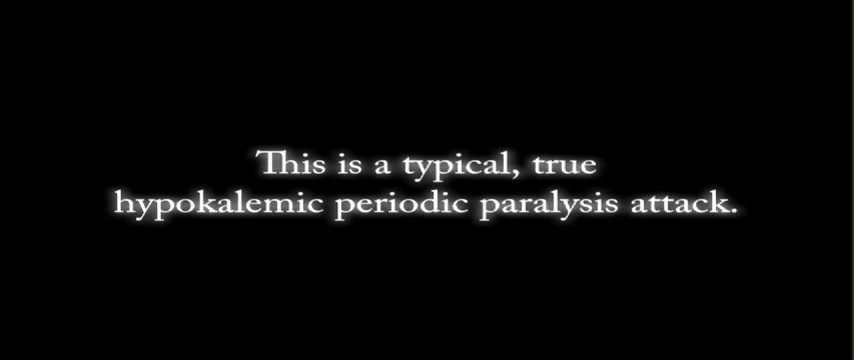 This is a typical, true
hypokalemic periodic paralysis attack.